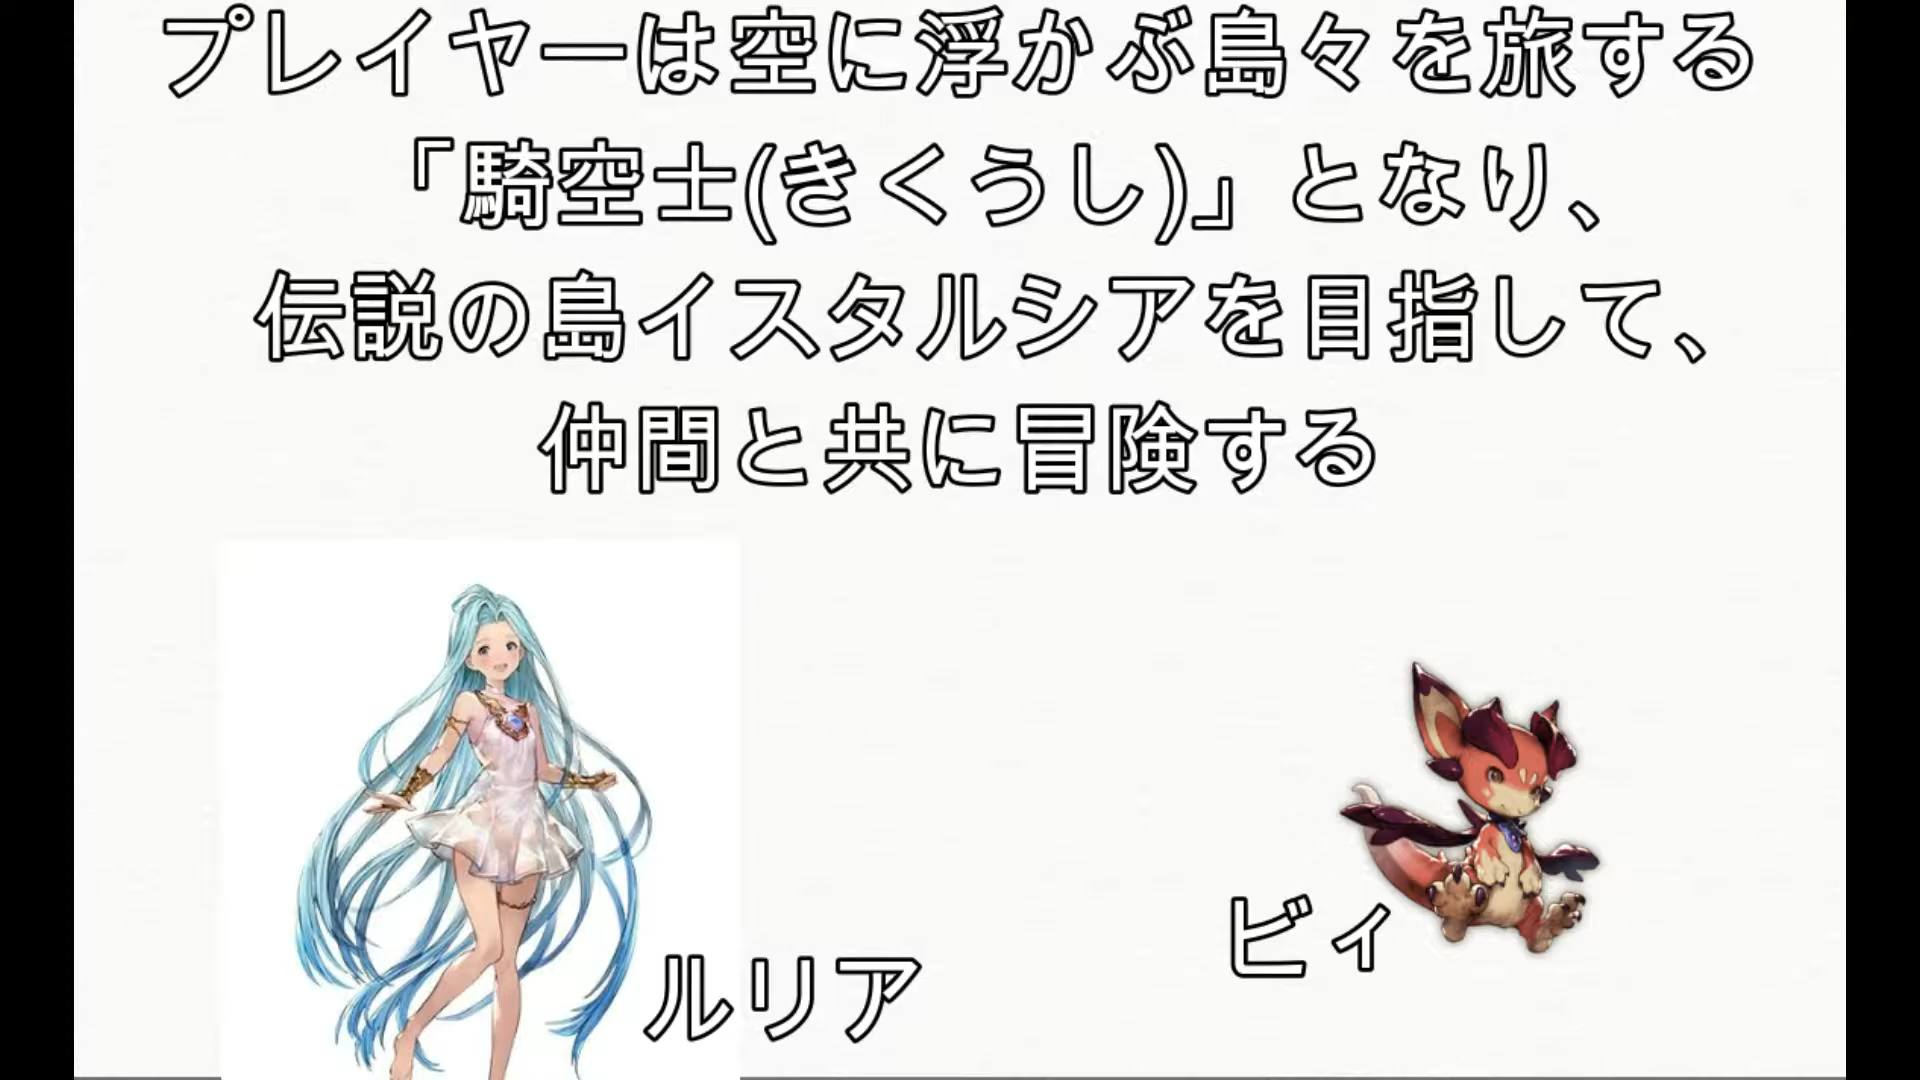 プレイヤーは空に浮かぶ島々を旅する
「騎空士(きくうし)」となり、
伝説の島イスタルシアを目指して、
仲間と共に冒険する
ビィ
ルリア